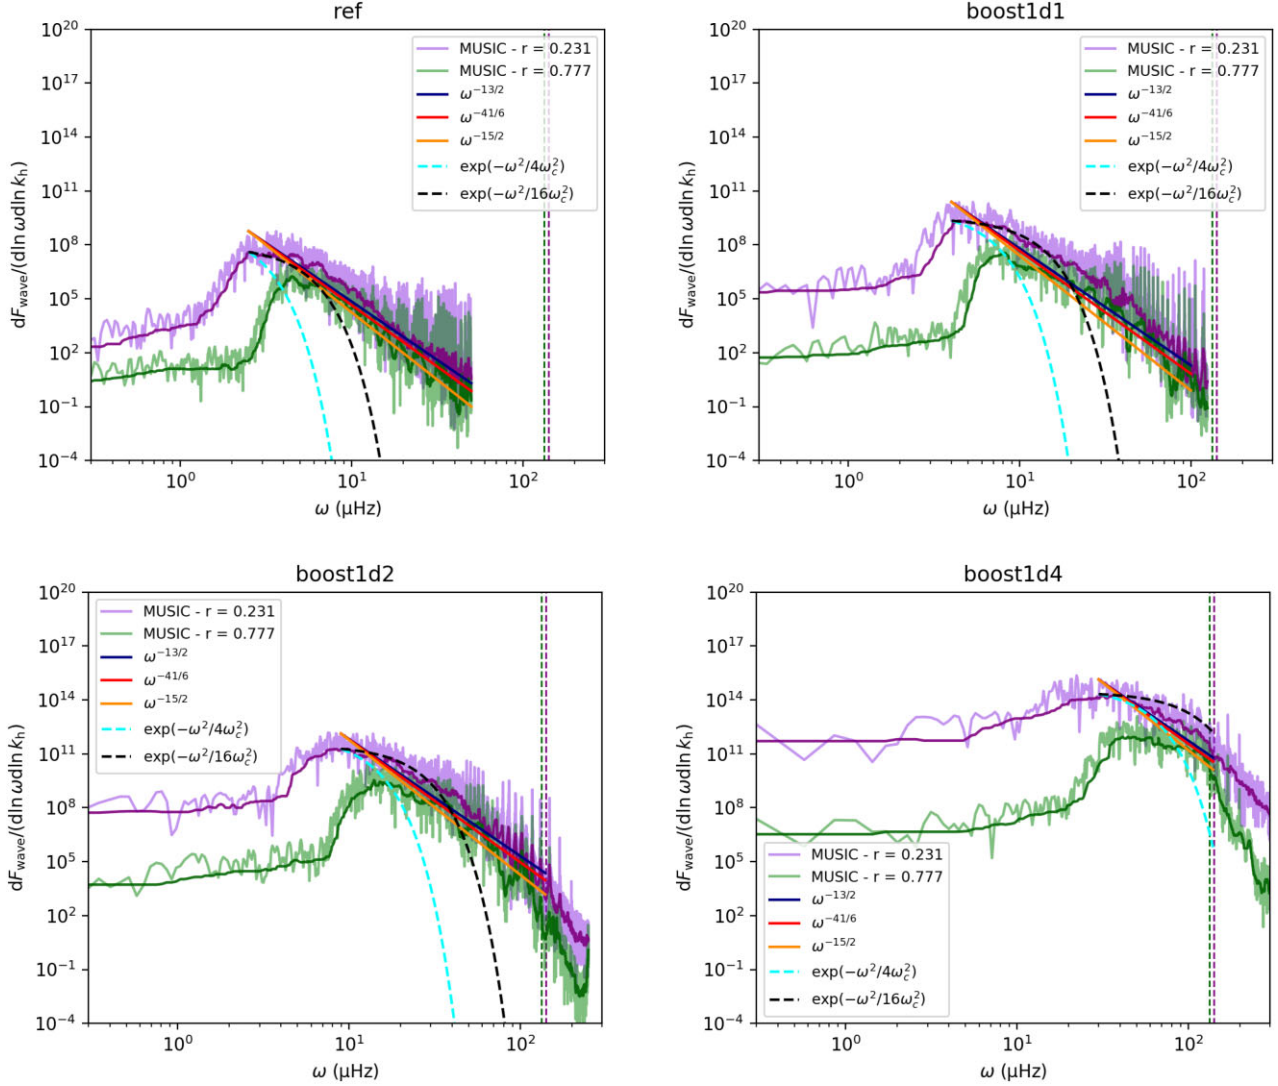 ref
10^20
10^17
10^14
10^11
10^8
10^5
10^2
10^−1
10^−4
dF_wave/(dln ω dln k_h)
MUSIC - r = 0.231
MUSIC - r = 0.777
ω^−13/2
ω^−41/6
ω^−15/2
exp(−ω^2/4ω_c^2)
exp(−ω^2/16ω_c^2)
10^0
10^1
10^2
ω (μHz)
boost1d1
10^20
10^17
10^14
10^11
10^8
10^5
10^2
10^−1
10^−4
dF_wave/(dln ω dln k_h)
MUSIC - r = 0.231
MUSIC - r = 0.777
ω^−13/2
ω^−41/6
ω^−15/2
exp(−ω^2/4ω_c^2)
exp(−ω^2/16ω_c^2)
10^0
10^1
10^2
ω (μHz)
boost1d2
10^20
10^17
10^14
10^11
10^8
10^5
10^2
10^−1
10^−4
dF_wave/(dln ω dln k_h)
MUSIC - r = 0.231
MUSIC - r = 0.777
ω^−13/2
ω^−41/6
ω^−15/2
exp(−ω^2/4ω_c^2)
exp(−ω^2/16ω_c^2)
10^0
10^1
10^2
ω (μHz)
boost1d4
10^20
10^17
10^14
10^11
10^8
10^5
10^2
10^−1
10^−4
dF_wave/(dln ω dln k_h)
MUSIC - r = 0.231
MUSIC - r = 0.777
ω^−13/2
ω^−41/6
ω^−15/2
exp(−ω^2/4ω_c^2)
exp(−ω^2/16ω_c^2)
10^0
10^1
10^2
ω (μHz)